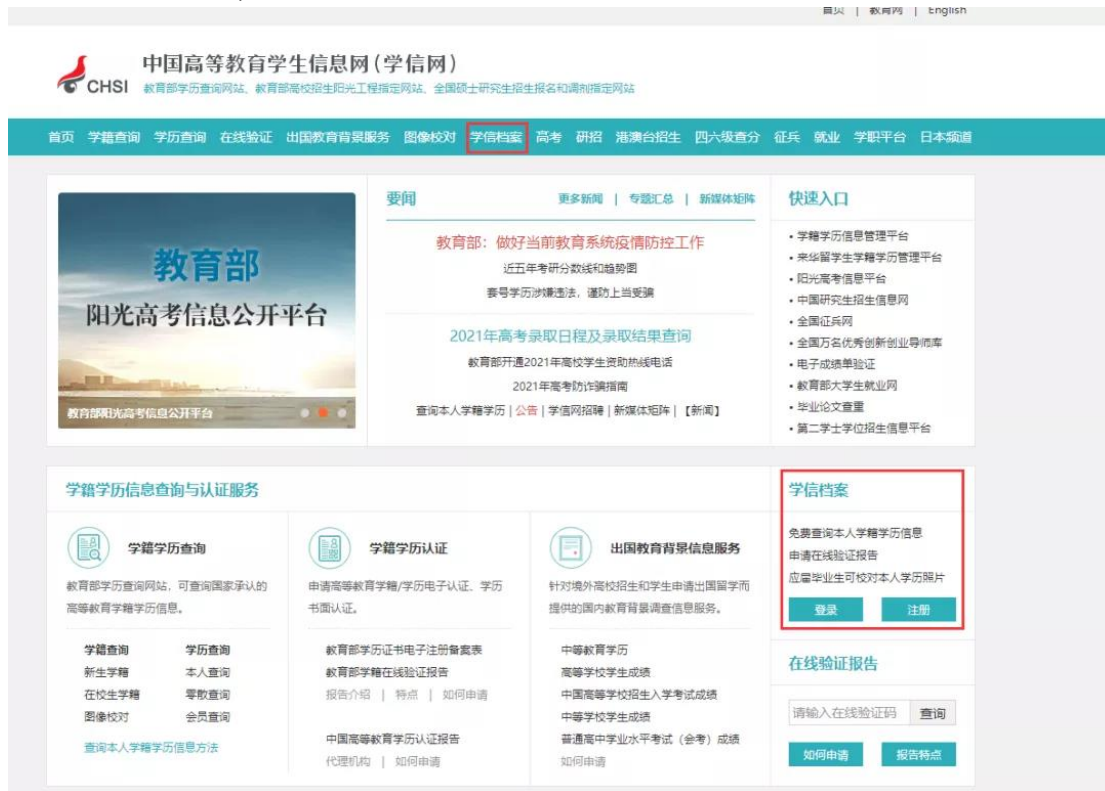 首页 | 教育网 | English
CHSI
中国高等教育学生信息网(学信网)
教育部学历查询网站、教育部高校招生阳光工程指定网站、全国硕士研究生招生报名和调剂指定网站
首页 学籍查询 学历查询 在线验证 出国教育背景服务 图像校对 学信档案 高考 研招 港澳台招生 四六级查分 征兵 就业 学职平台 日本频道
教育部
阳光高考信息公开平台
教育部阳光高考信息公开平台
要闻
更多新闻 | 专题汇总 | 新媒体矩阵
教育部：做好当前教育系统疫情防控工作
近五年考研分数线和趋势图
套号学历涉嫌违法，谨防上当受骗
2021年高考录取日程及录取结果查询
教育部开通2021年高校学生资助热线电话
2021年高考防诈骗指南
查询本人学籍学历 | 公告 | 学信网招聘 | 新媒体矩阵 | 【新闻】
快速入口
• 学籍学历信息管理平台
• 来华留学生学籍学历管理平台
• 阳光高考信息平台
• 中国研究生招生信息网
• 全国征兵网
• 全国万名优秀创新创业导师库
• 电子成绩单验证
• 教育部大学生就业网
• 毕业论文查重
• 第二学士学位招生信息平台
学籍学历信息查询与认证服务
学籍学历查询
教育部学历查询网站，可查询国家承认的
高等教育学籍学历信息。
学籍查询 学历查询
新生学籍 本人查询
在校生学籍 零散查询
图像校对 会员查询
查询本人学籍学历信息方法
学籍学历认证
申请高等教育学籍/学历电子认证、学历
书面认证。
教育部学历证书电子注册备案表
教育部学籍在线验证报告
报告介绍 | 特点 | 如何申请
中国高等教育学历认证报告
代理机构 | 如何申请
出国教育背景信息服务
针对境外高校招生和学生申请出国留学而
提供的国内教育背景调查信息服务。
中等教育学历
高等学校学生成绩
中国高等学校招生入学考试成绩
中等学校学生成绩
普通高中学业水平考试（会考）成绩
如何申请
学信档案
免费查询本人学籍学历信息
申请在线验证报告
应届毕业生可校对本人学历照片
登录 注册
在线验证报告
请输入在线验证码 查询
如何申请 报告特点